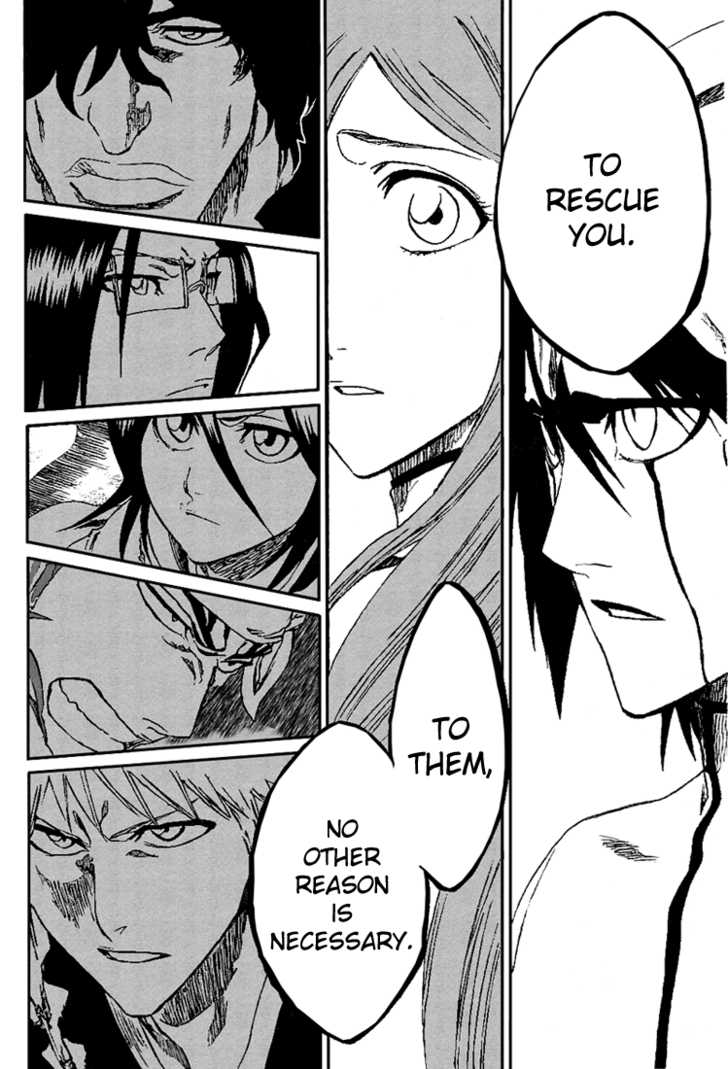 TO
RESCUE
YOU.
TO
THEM,
NO
OTHER
REASON
IS
NECESSARY.